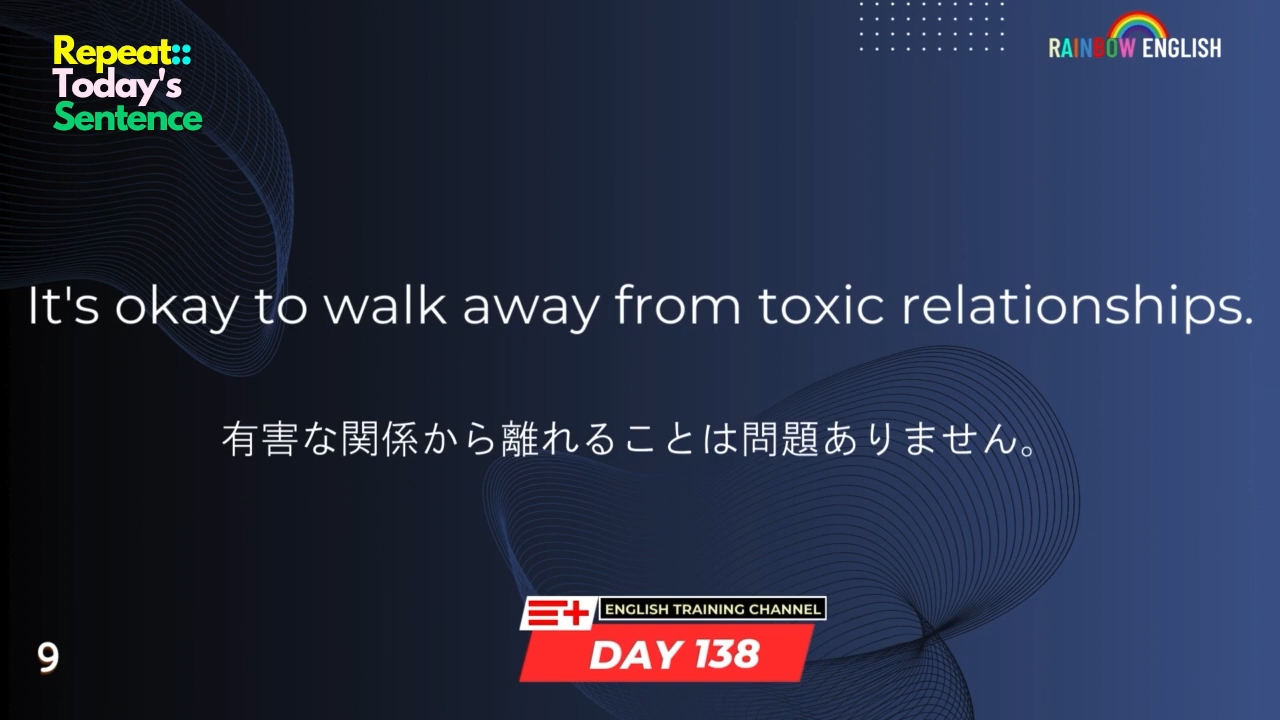 Repeat::
Today's
Sentence
RAINBOW ENGLISH
It's okay to walk away from toxic relationships.
有害な関係から離れることは問題ありません。
ENGLISH TRAINING CHANNEL
DAY 138
9